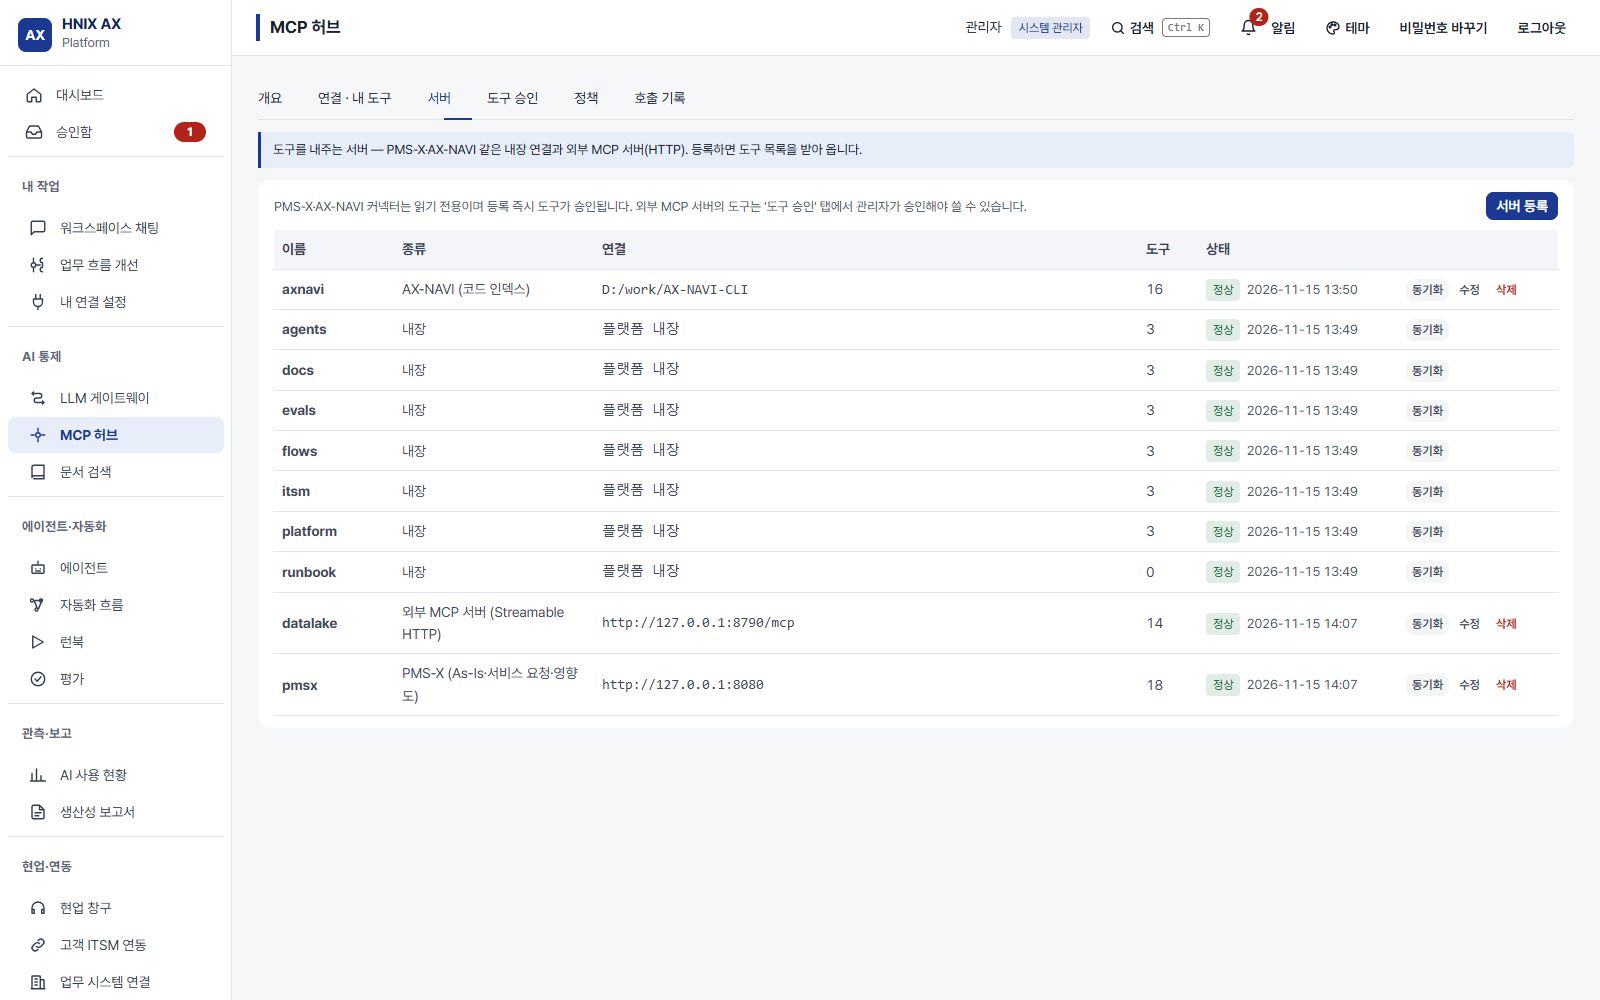 AX
HNIX AX
Platform
대시보드
승인함
1
내 작업
워크스페이스 채팅
업무 흐름 개선
내 연결 설정
AI 통제
LLM 게이트웨이
MCP 허브
문서 검색
에이전트·자동화
에이전트
자동화 흐름
런북
평가
관측·보고
AI 사용 현황
생산성 보고서
현업·연동
현업 창구
고객 ITSM 연동
업무 시스템 연결
MCP 허브
관리자 시스템 관리자 검색 Ctrl K 2 알림 테마 비밀번호 바꾸기 로그아웃
개요 연결 · 내 도구 서버 도구 승인 정책 호출 기록
도구를 내주는 서버 — PMS-X·AX-NAVI 같은 내장 연결과 외부 MCP 서버(HTTP). 등록하면 도구 목록을 받아 옵니다.
PMS-X·AX-NAVI 커넥터는 읽기 전용이며 등록 즉시 도구가 승인됩니다. 외부 MCP 서버의 도구는 '도구 승인' 탭에서 관리자가 승인해야 쓸 수 있습니다.
서버 등록
이름 종류 연결 도구 상태
axnavi AX-NAVI (코드 인덱스) D:/work/AX-NAVI-CLI 16 정상 2026-11-15 13:50 동기화 수정 삭제
agents 내장 플랫폼 내장 3 정상 2026-11-15 13:49 동기화
docs 내장 플랫폼 내장 3 정상 2026-11-15 13:49 동기화
evals 내장 플랫폼 내장 3 정상 2026-11-15 13:49 동기화
flows 내장 플랫폼 내장 3 정상 2026-11-15 13:49 동기화
itsm 내장 플랫폼 내장 3 정상 2026-11-15 13:49 동기화
platform 내장 플랫폼 내장 3 정상 2026-11-15 13:49 동기화
runbook 내장 플랫폼 내장 0 정상 2026-11-15 13:49 동기화
datalake 외부 MCP 서버 (Streamable HTTP) http://127.0.0.1:8790/mcp 14 정상 2026-11-15 14:07 동기화 수정 삭제
pmsx PMS-X (As-Is·서비스 요청·영향도) http://127.0.0.1:8080 18 정상 2026-11-15 14:07 동기화 수정 삭제